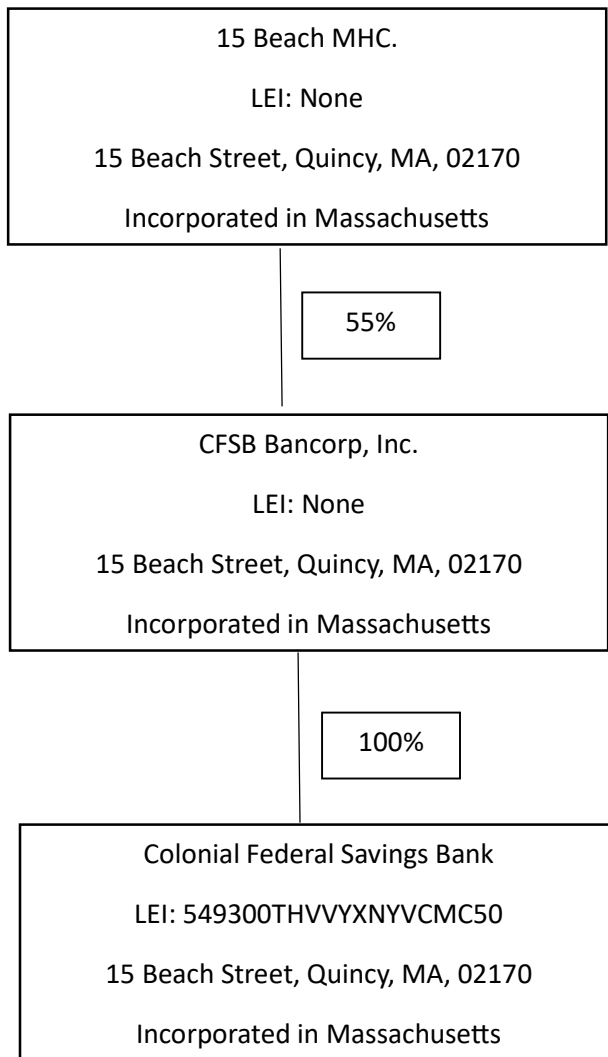 15 Beach MHC.
LEI: None
15 Beach Street, Quincy, MA, 02170
Incorporated in Massachusetts
55%
CFSB Bancorp, Inc.
LEI: None
15 Beach Street, Quincy, MA, 02170
Incorporated in Massachusetts
100%
Colonial Federal Savings Bank
LEI: 549300THVVYXNYVCMC50
15 Beach Street, Quincy, MA, 02170
Incorporated in Massachusetts